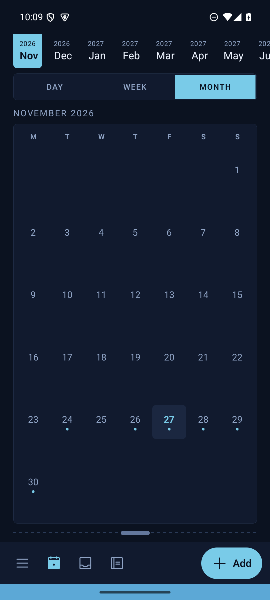 10:09
2026 2026 2027 2027 2027 2027 2027 202
Nov Dec Jan Feb Mar Apr May Ju
DAY WEEK MONTH
NOVEMBER 2026
M T W T F S S
1
2 3 4 5 6 7 8
9 10 11 12 13 14 15
16 17 18 19 20 21 22
23 24 25 26 27 28 29
30
Add